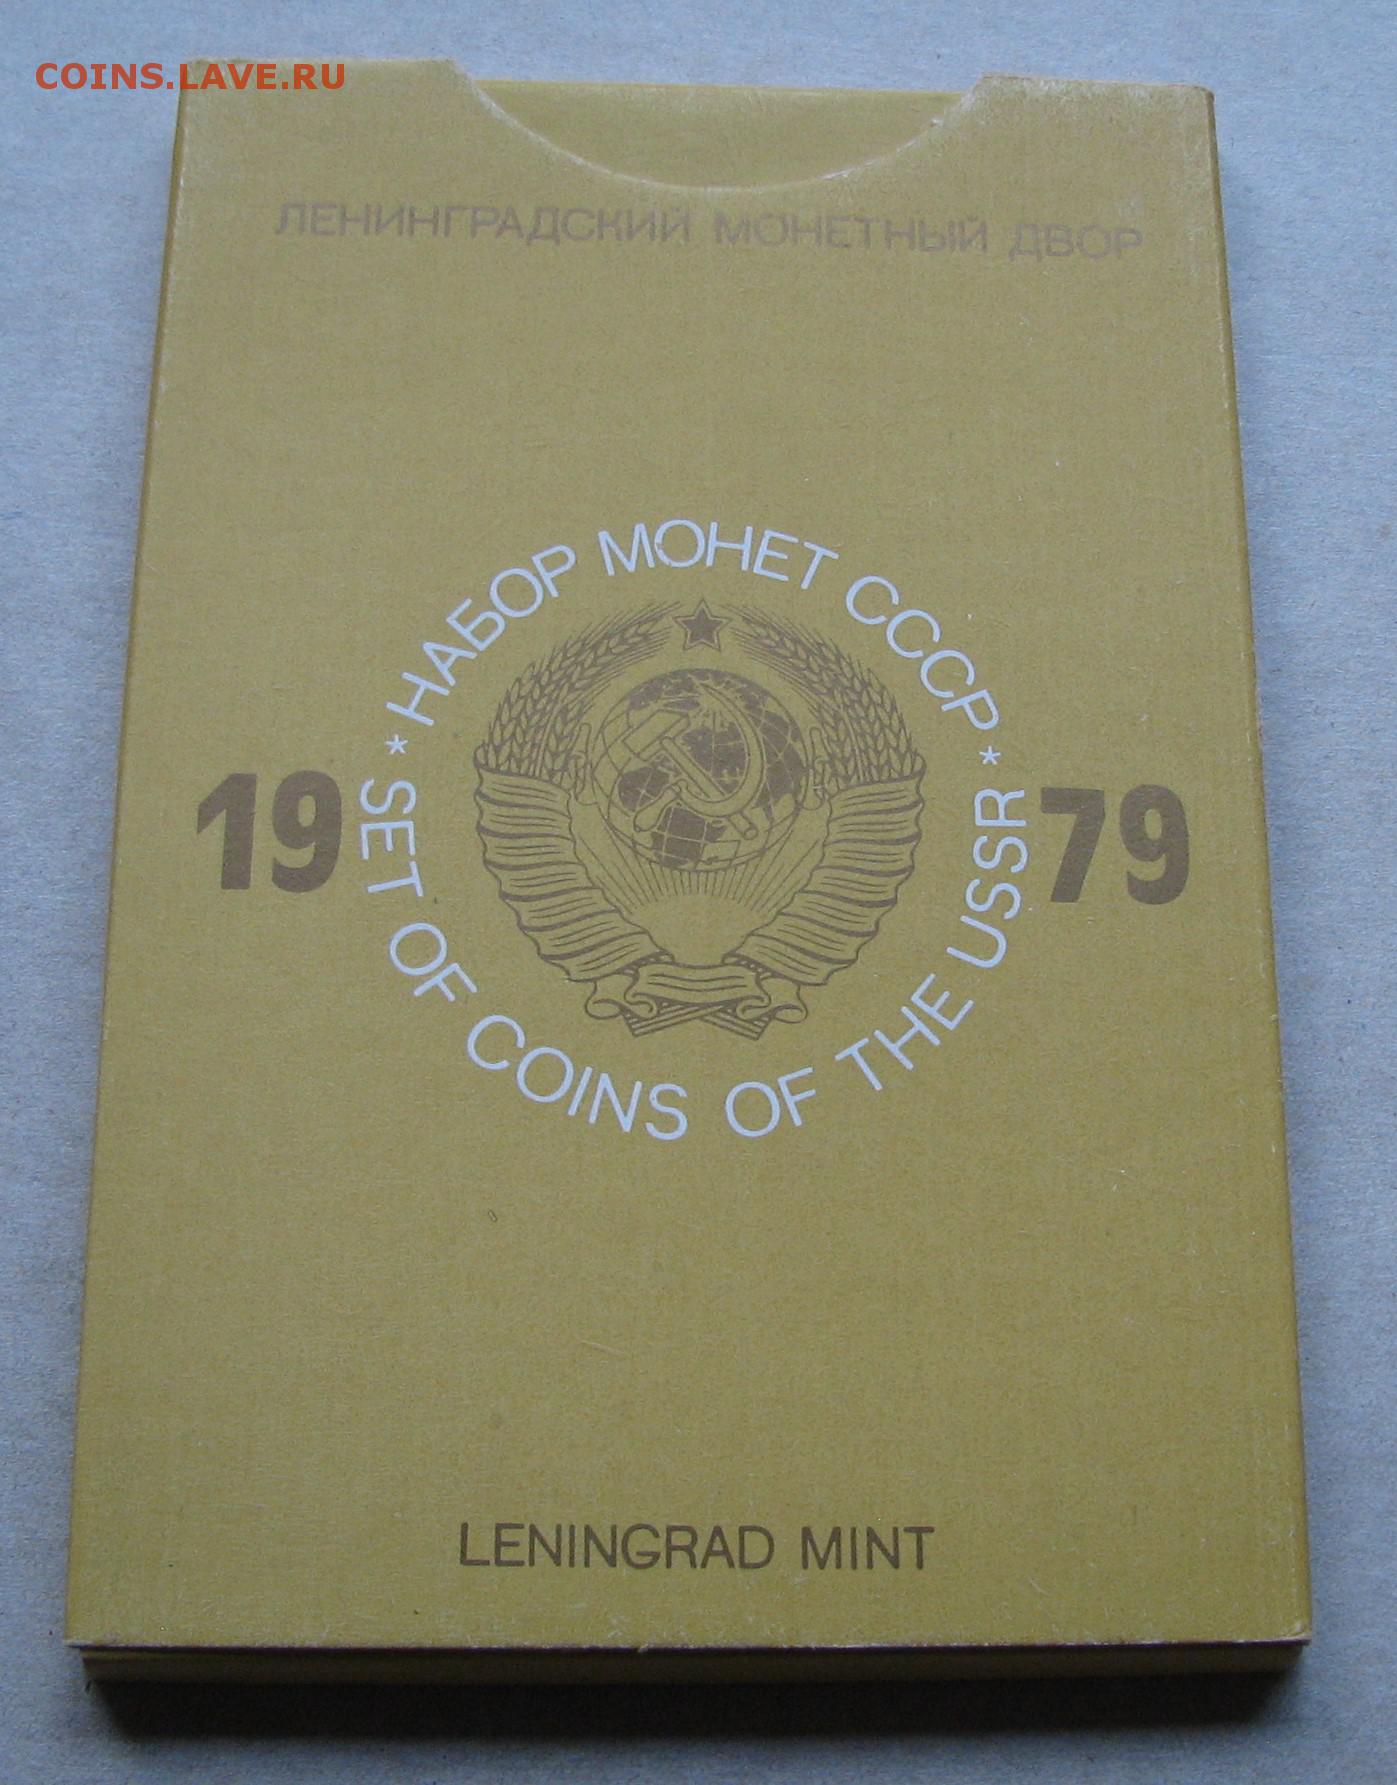 COINS.LAVE.RU
ЛЕНИНГРАДСКИЙ МОНЕТНЫЙ ДВОР
* НАБОР МОНЕТ СССР *
19 79
SET OF COINS OF THE USSR
LENINGRAD MINT